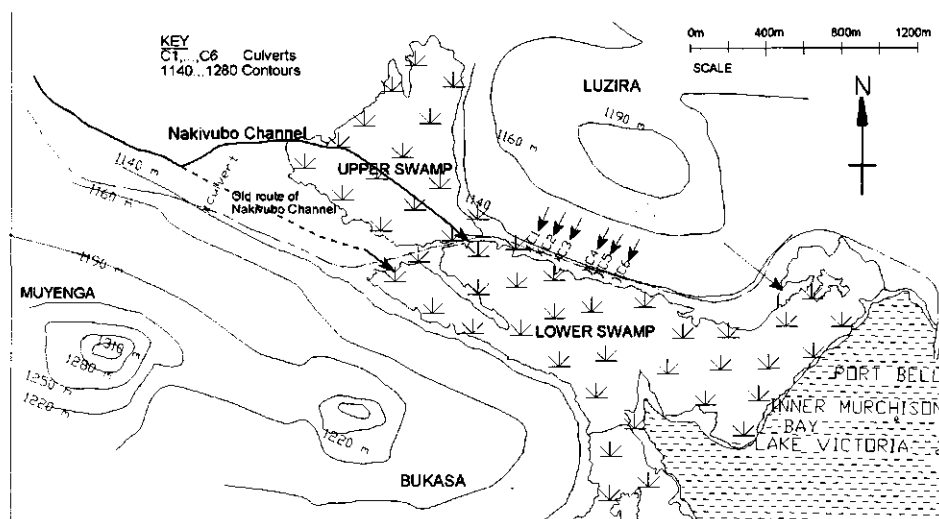 KEY
C1,...,C6 Culverts
1140...1280 Contours
0m 400m 800m 1200m
SCALE
N
LUZIRA
1190 m
1160 m
Nakivubo Channel
UPPER SWAMP
1140 m
culvert
Old route of
Nakivubo Channel
1160 m
1140
C1
C2
C3
C4
C5
C6
1190 m
MUYENGA
LOWER SWAMP
1310 m
1280 m
1250 m
1220 m
1220 m
BUKASA
PORT BELL
INNER MURCHISON
BAY
LAKE VICTORIA